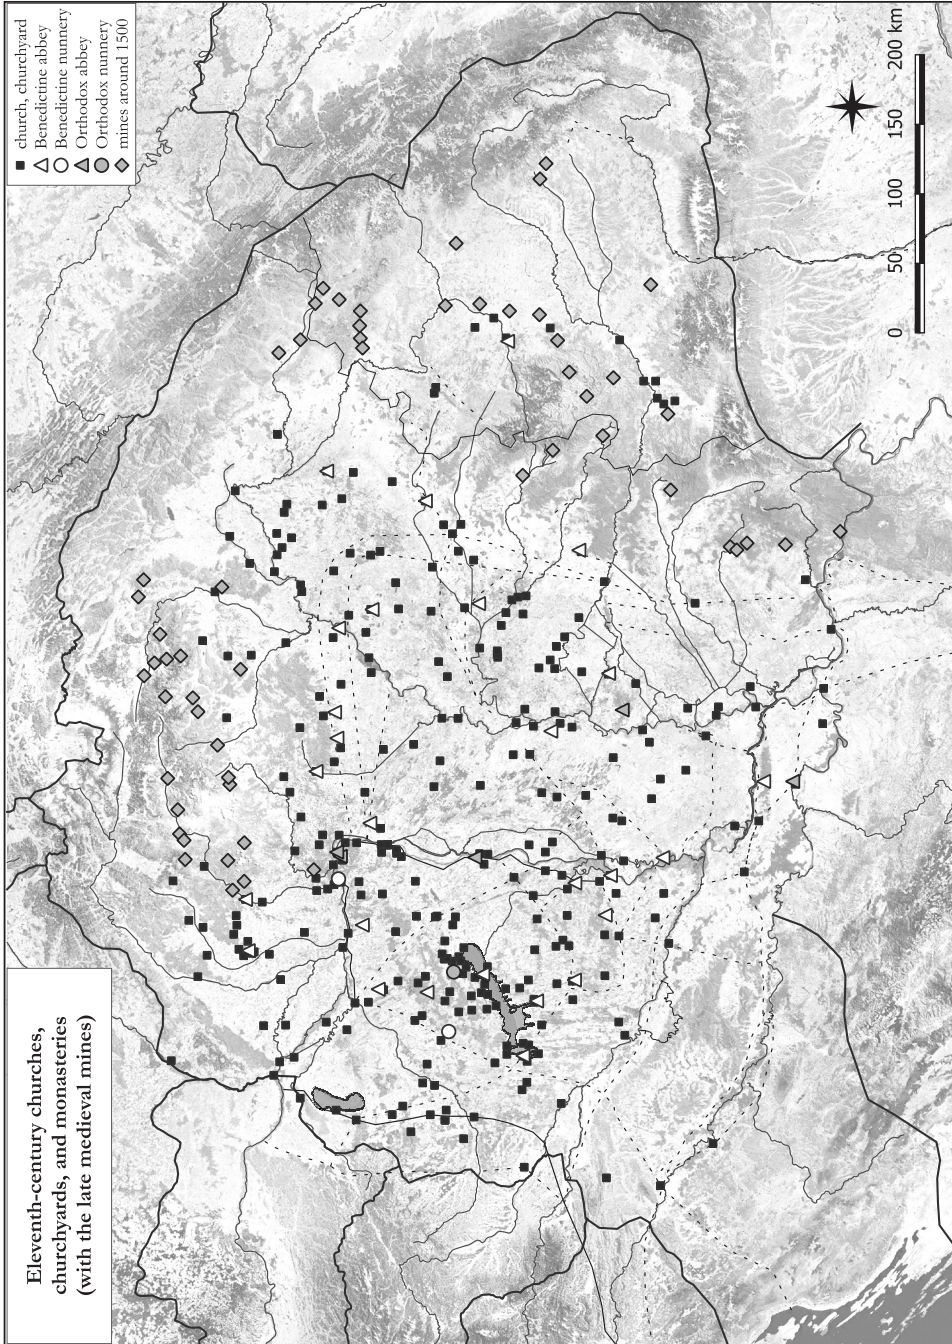 Eleventh-century churches,
churchyards, and monasteries
(with the late medieval mines)
church, churchyard
Benedictine abbey
Benedictine nunnery
Orthodox abbey
Orthodox nunnery
mines around 1500
0 50 100 150 200 km